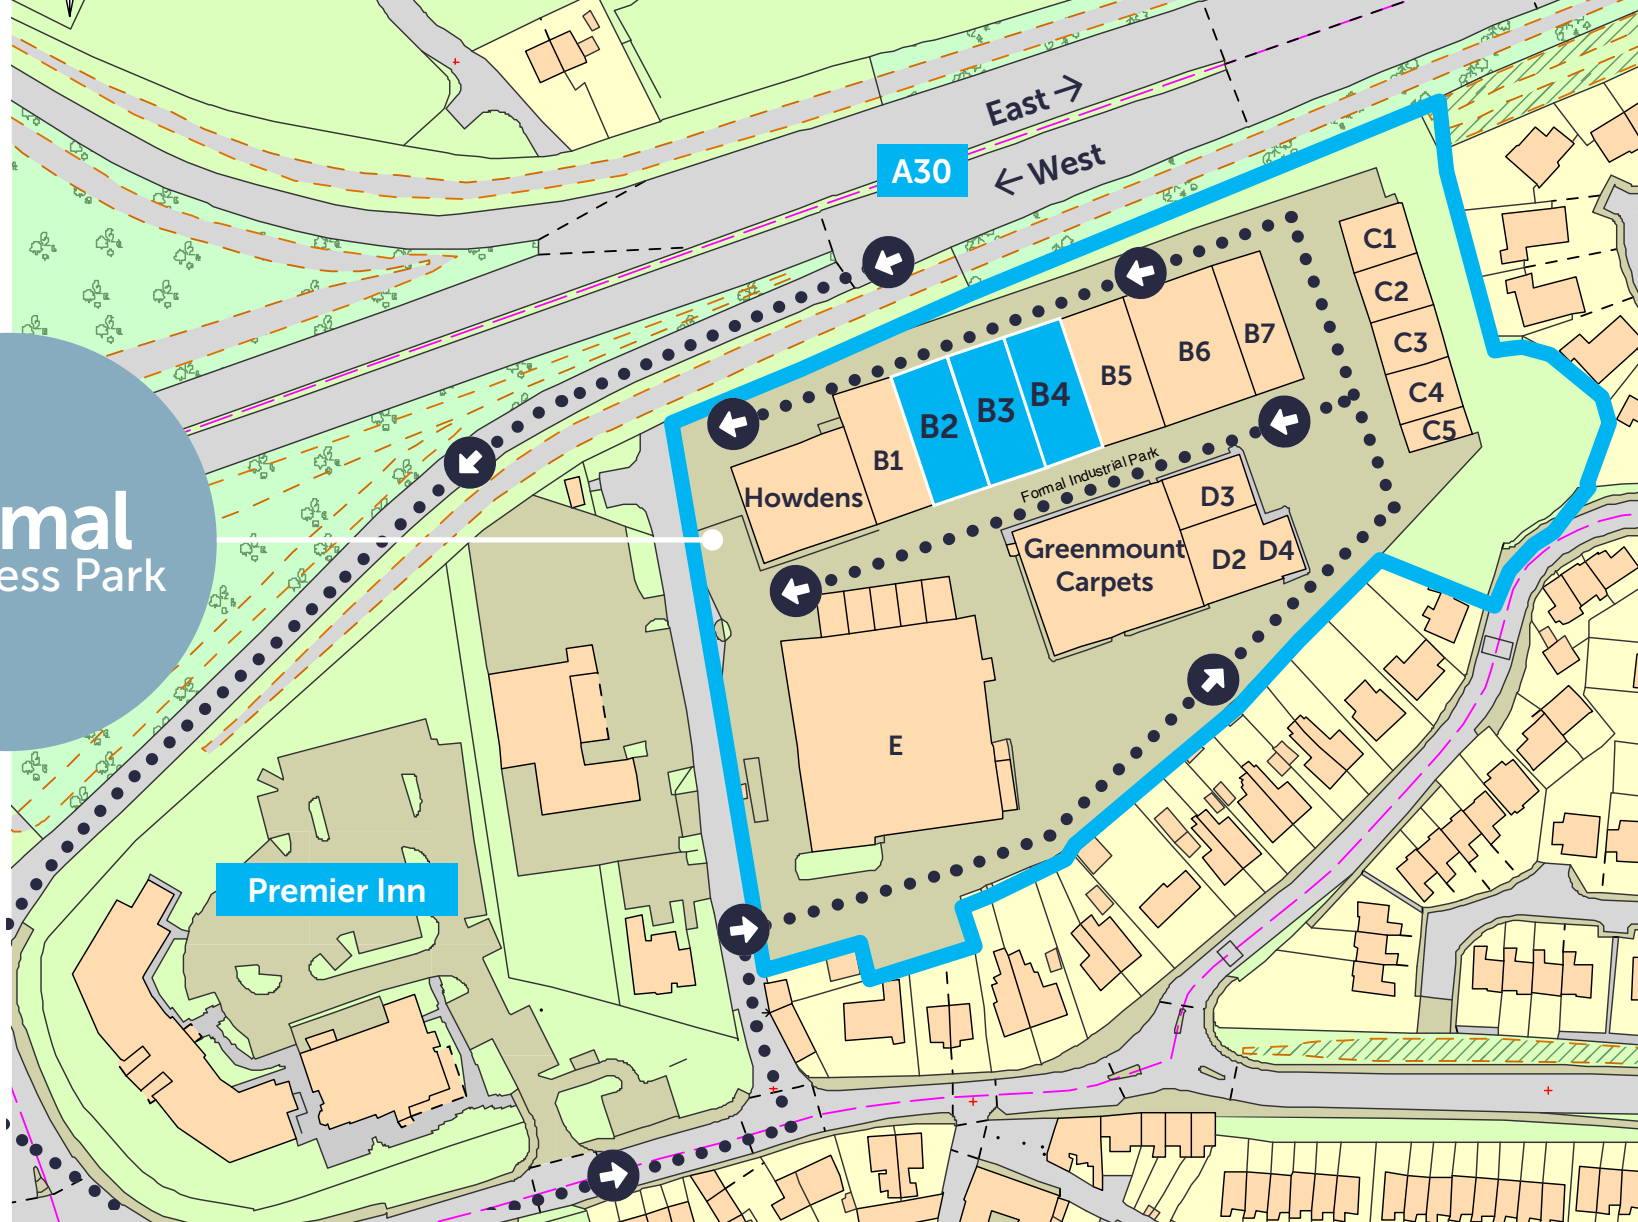 East →
A30
← West
C1
C2
C3
C4
C5
B7
B6
B5
B4
B3
B2
B1
Howdens
Formal Industrial Park
D3
D2
D4
Greenmount
Carpets
E
mal
ess Park
Premier Inn